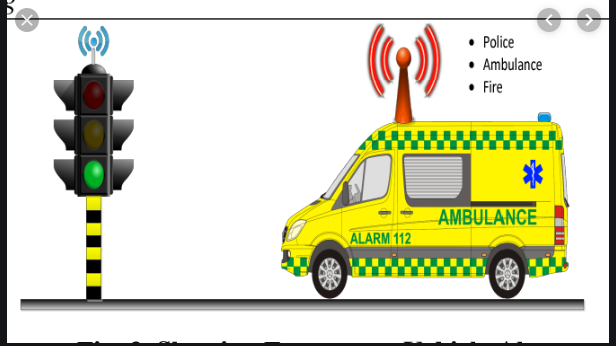 • Police
• Ambulance
• Fire
AMBULANCE
ALARM 112